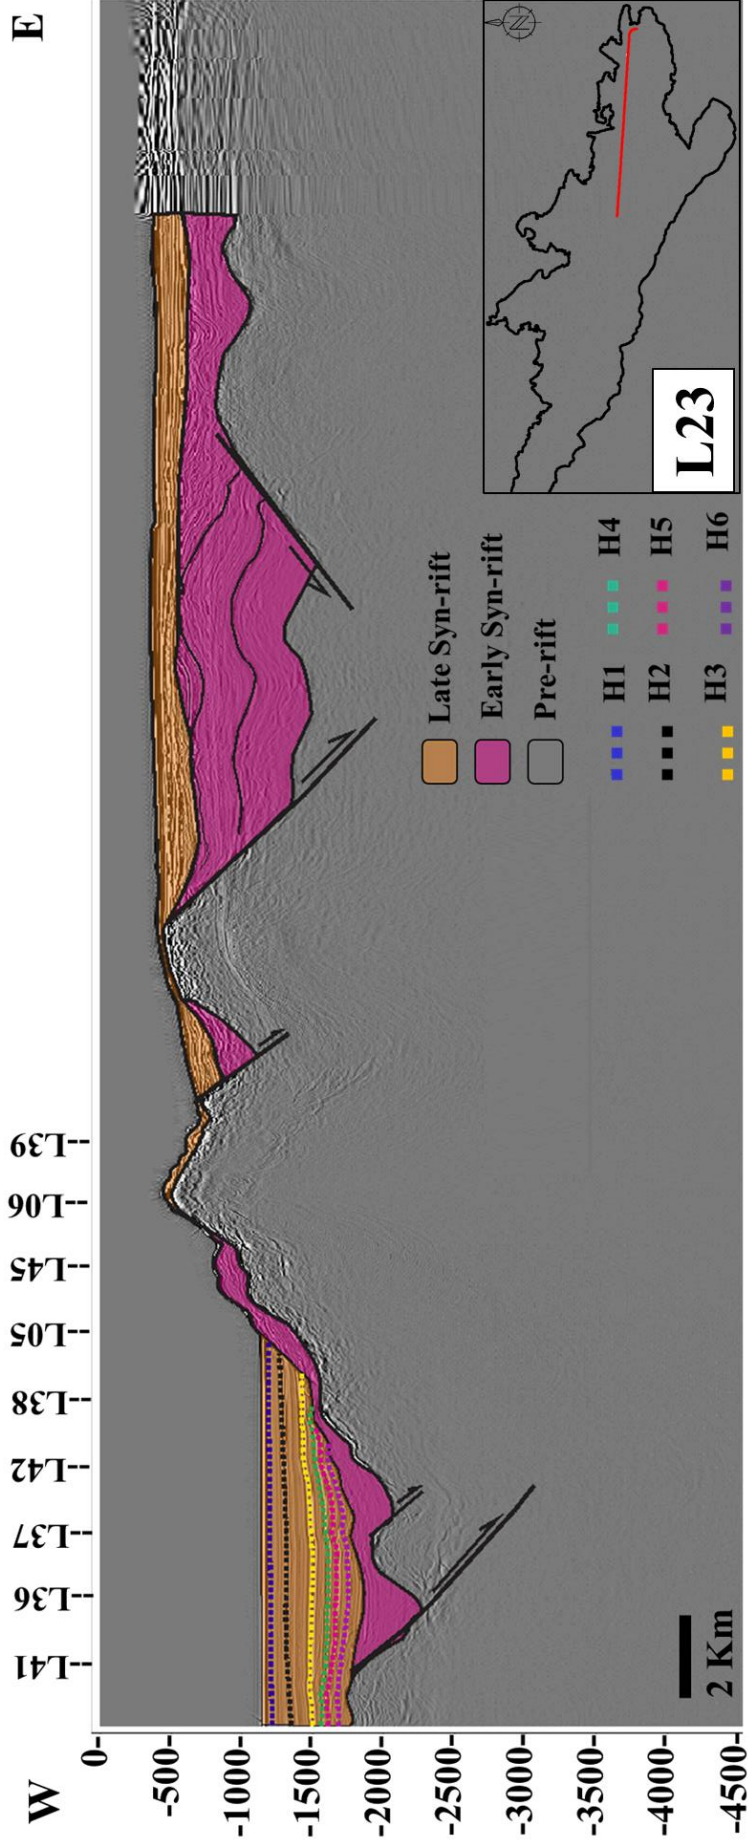 W
E
L41--
L36--
L37--
L42--
L38--
L05--
L45--
L06--
L39--
0
-500
-1000
-1500
-2000
-2500
-3000
-3500
-4000
-4500
2 Km
Late Syn-rift
Early Syn-rift
Pre-rift
H1
H4
H2
H5
H3
H6
N
L23